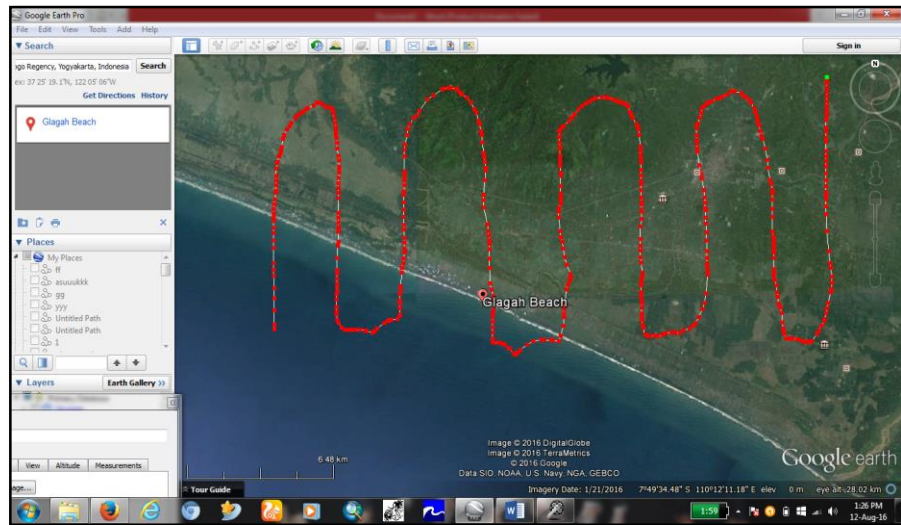 Google Earth Pro
File Edit View Tools Add Help
Search
ogo Regency, Yogyakarta, Indonesia Search
ex: 37 25' 19.1"N, 122 05' 06"W
Get Directions History
Glagah Beach
Places
My Places
ff
asuuukkk
gg
yyy
Untitled Path
Untitled Path
1
Layers Earth Gallery >>
Primary Database
View Altitude Measurements
age...
Sign in
N
Glagah Beach
6.48 km
Tour Guide
Image © 2016 DigitalGlobe
Image © 2016 TerraMetrics
© 2016 Google
Data SIO, NOAA, U.S. Navy, NGA, GEBCO
Google earth
Imagery Date: 1/21/2016 7°49'34.48" S 110°12'11.18" E elev 0 m eye alt 28.02 km
1:59
1:26 PM
12-Aug-16